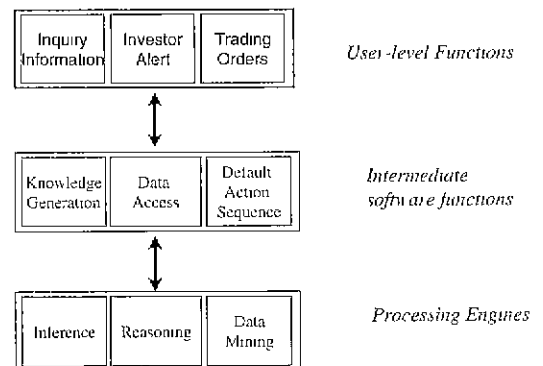 Inquiry
Information
Investor
Alert
Trading
Orders
User-level Functions
Knowledge
Generation
Data
Access
Default
Action
Sequence
Intermediate
software functions
Inference
Reasoning
Data
Mining
Processing Engines